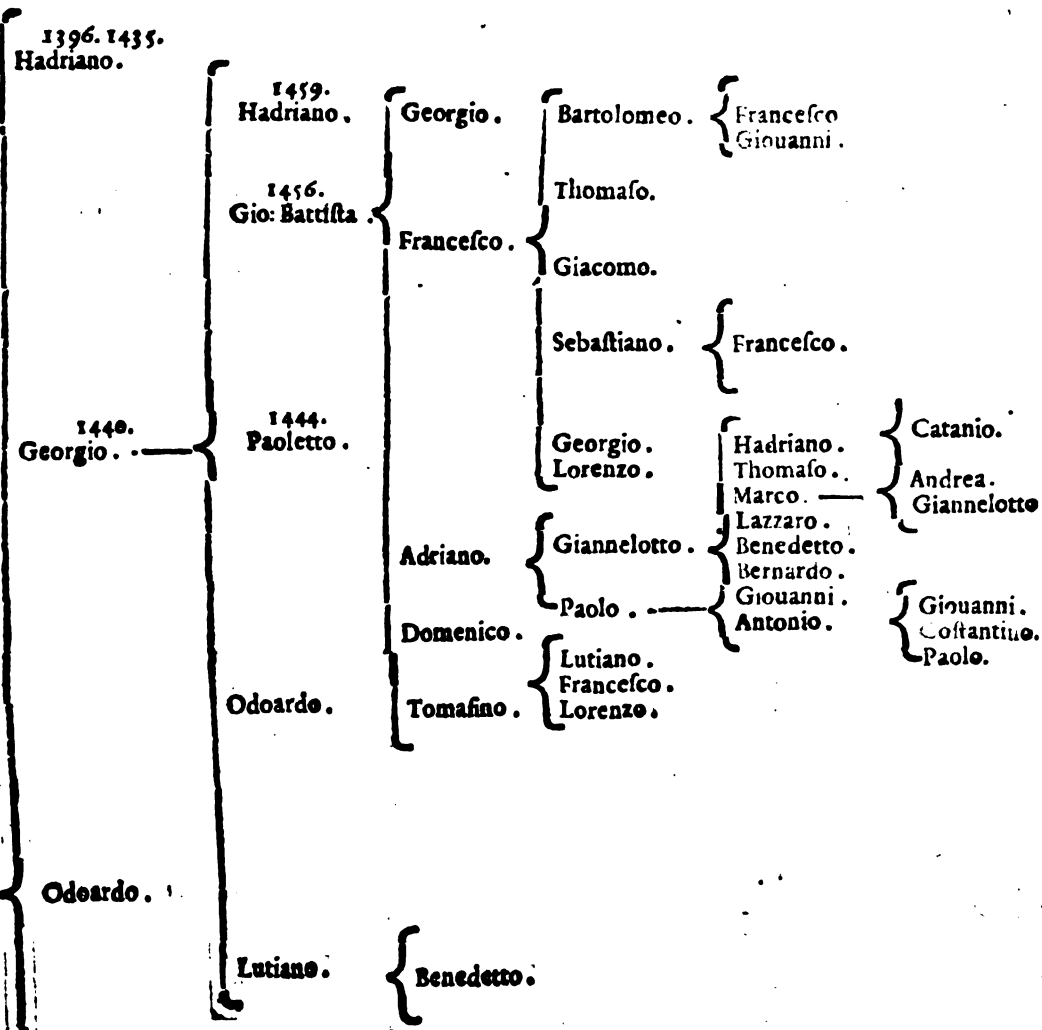 1396. 1435.
Hadriano.
1459.
Hadriano.
Georgio.
Bartolomeo.
Franceſco
Giouanni.
1456.
Gio: Battiſta.
Thomaſo.
Franceſco.
Giacomo.
Sebaſtiano.
Franceſco.
1440.
Georgio.
1444.
Paoletto.
Georgio.
Lorenzo.
Hadriano.
Thomaſo.
Marco.
Lazzaro.
Benedetto.
Bernardo.
Catanio.
Andrea.
Giannelotto
Adriano.
Giannelotto.
Paolo.
Giouanni.
Antonio.
Giouanni.
Coſtantino.
Paolo.
Domenico.
Lutiano.
Franceſco.
Lorenzo.
Odoardo.
Tomaſino.
Odoardo.
Lutiano.
Benedetto.